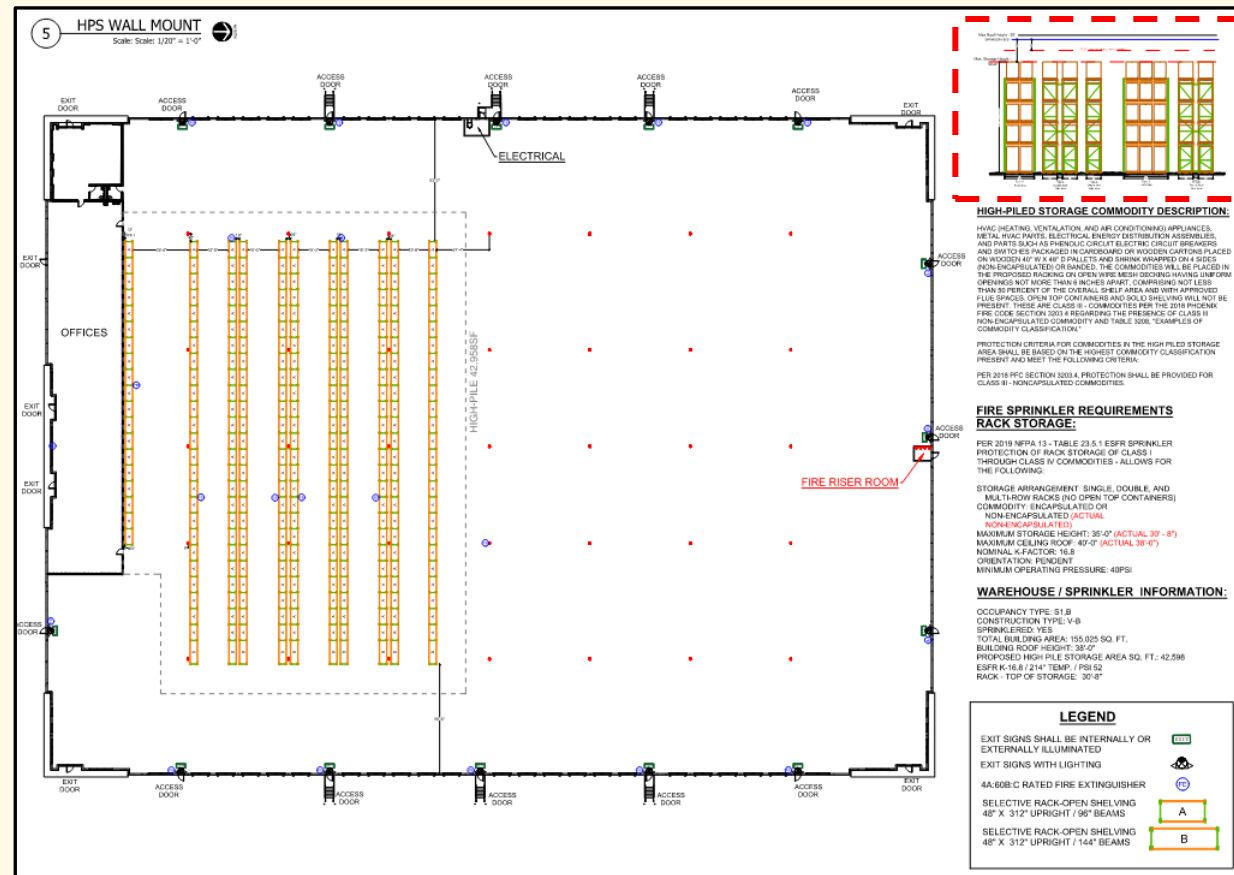 5
HPS WALL MOUNT
Scale: Scale: 1/20" = 1'-0"
EXIT
DOOR
ACCESS
DOOR
ACCESS
DOOR
ACCESS
DOOR
ACCESS
DOOR
ACCESS
DOOR
EXIT
DOOR
ELECTRICAL
EXIT
DOOR
OFFICES
EXIT
DOOR
EXIT
DOOR
ACCESS
DOOR
HIGH-PILE 42,958SF
ACCESS
DOOR
ACCESS
DOOR
FIRE RISER ROOM
EXIT
DOOR
ACCESS
DOOR
ACCESS
DOOR
ACCESS
DOOR
ACCESS
DOOR
ACCESS
DOOR
EXIT
DOOR
HIGH-PILED STORAGE COMMODITY DESCRIPTION:
HVAC (HEATING, VENTALATION, AND AIR CONDITIONING) APPLIANCES,
METAL HVAC PARTS, ELECTRICAL ENERGY DISTRIBUTION ASSEMBLIES,
AND PARTS SUCH AS PHENOLIC CIRCUIT ELECTRIC CIRCUIT BREAKERS
AND SWITCHES PACKAGED IN CARDBOARD OR WOODEN CARTONS PLACED
ON WOODEN 40" W X 48" D PALLETS AND SHRINK WRAPPED ON 4 SIDES
(NON-ENCAPSULATED) OR BANDED. THE COMMODITIES WILL BE PLACED IN
THE PROPOSED RACKING ON OPEN WIRE MESH DECKING HAVING UNIFORM
OPENINGS NOT MORE THAN 6 INCHES APART, COMPRISING NOT LESS
THAN 50 PERCENT OF THE OVERALL SHELF AREA AND WITH APPROVED
FLUE SPACES. OPEN TOP CONTAINERS AND SOLID SHELVING WILL NOT BE
PRESENT. THESE ARE CLASS III - COMMODITIES PER THE 2018 PHOENIX
FIRE CODE SECTION 3203.4 REGARDING THE PRESENCE OF CLASS III
NON-ENCAPSULATED COMMODITY AND TABLE 3208, "EXAMPLES OF
COMMODITY CLASSIFICATION."
PROTECTION CRITERIA FOR COMMODITIES IN THE HIGH PILED STORAGE
AREA SHALL BE BASED ON THE HIGHEST COMMODITY CLASSIFICATION
PRESENT AND MEET THE FOLLOWING CRITERIA:
PER 2018 PFC SECTION 3203.4, PROTECTION SHALL BE PROVIDED FOR
CLASS III - NONCAPSULATED COMMODITIES.
FIRE SPRINKLER REQUIREMENTS
RACK STORAGE:
PER 2019 NFPA 13 - TABLE 23.5.1 ESFR SPRINKLER
PROTECTION OF RACK STORAGE OF CLASS I
THROUGH CLASS IV COMMODITIES - ALLOWS FOR
THE FOLLOWING:
STORAGE ARRANGEMENT: SINGLE, DOUBLE, AND
MULTI-ROW RACKS (NO OPEN TOP CONTAINERS)
COMMODITY: ENCAPSULATED OR
NON-ENCAPSULATED (ACTUAL
NON-ENCAPSULATED)
MAXIMUM STORAGE HEIGHT: 35'-0" (ACTUAL 30' - 8")
MAXIMUM CEILING ROOF: 40'-0" (ACTUAL 38'-0")
NOMINAL K-FACTOR: 16.8
ORIENTATION: PENDENT
MINIMUM OPERATING PRESSURE: 40PSI
WAREHOUSE / SPRINKLER INFORMATION:
OCCUPANCY TYPE: S1,B
CONSTRUCTION TYPE: V-B
SPRINKLERED: YES
TOTAL BUILDING AREA: 155,025 SQ. FT.
BUILDING ROOF HEIGHT: 38'-0"
PROPOSED HIGH PILE STORAGE AREA SQ. FT.: 42,598
ESFR K-16.8 / 214° TEMP. / PSI 52
RACK - TOP OF STORAGE: 30'-8"
LEGEND
EXIT SIGNS SHALL BE INTERNALLY OR
EXTERNALLY ILLUMINATED
EXIT SIGNS WITH LIGHTING
4A:60B:C RATED FIRE EXTINGUISHER
FE
SELECTIVE RACK-OPEN SHELVING
48" X 312" UPRIGHT / 96" BEAMS
A
SELECTIVE RACK-OPEN SHELVING
48" X 312" UPRIGHT / 144" BEAMS
B